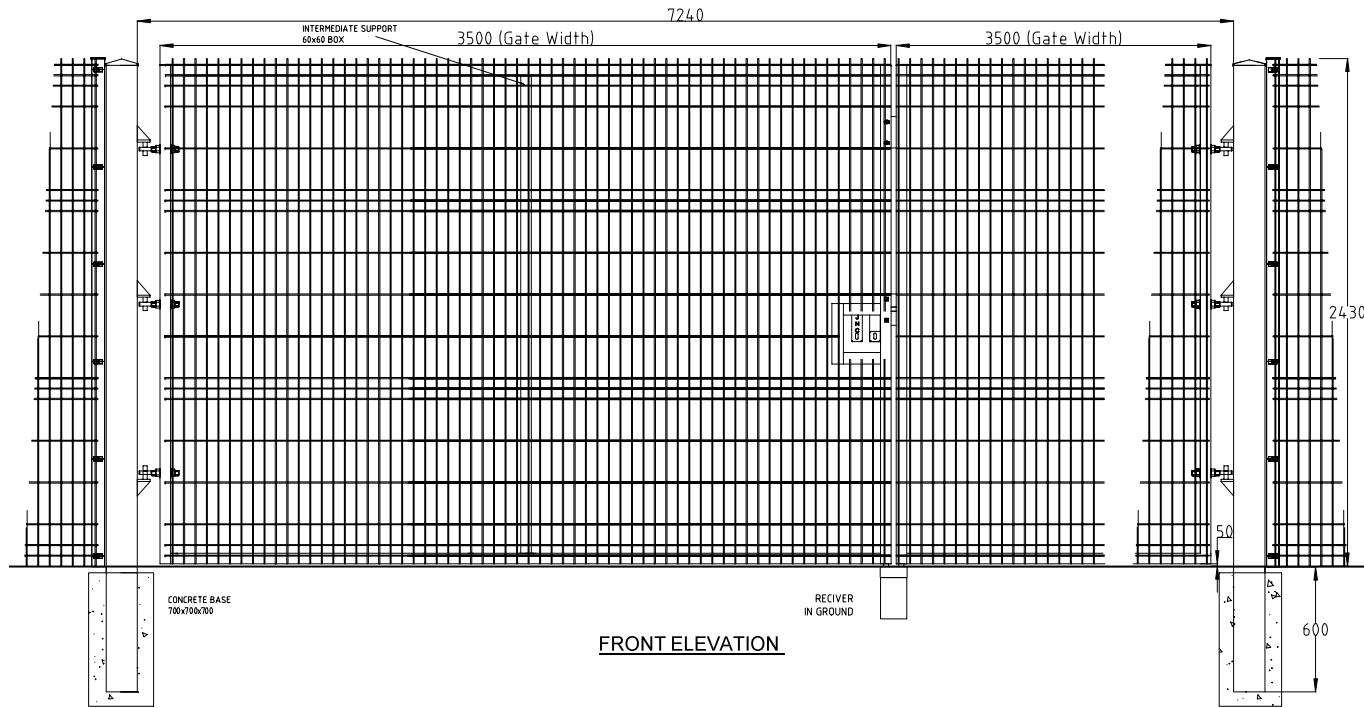 7240
INTERMEDIATE SUPPORT
60x60 BOX
3500 (Gate Width)
3500 (Gate Width)
2430
50
CONCRETE BASE
700x700x700
RECIVER
IN GROUND
600
FRONT ELEVATION